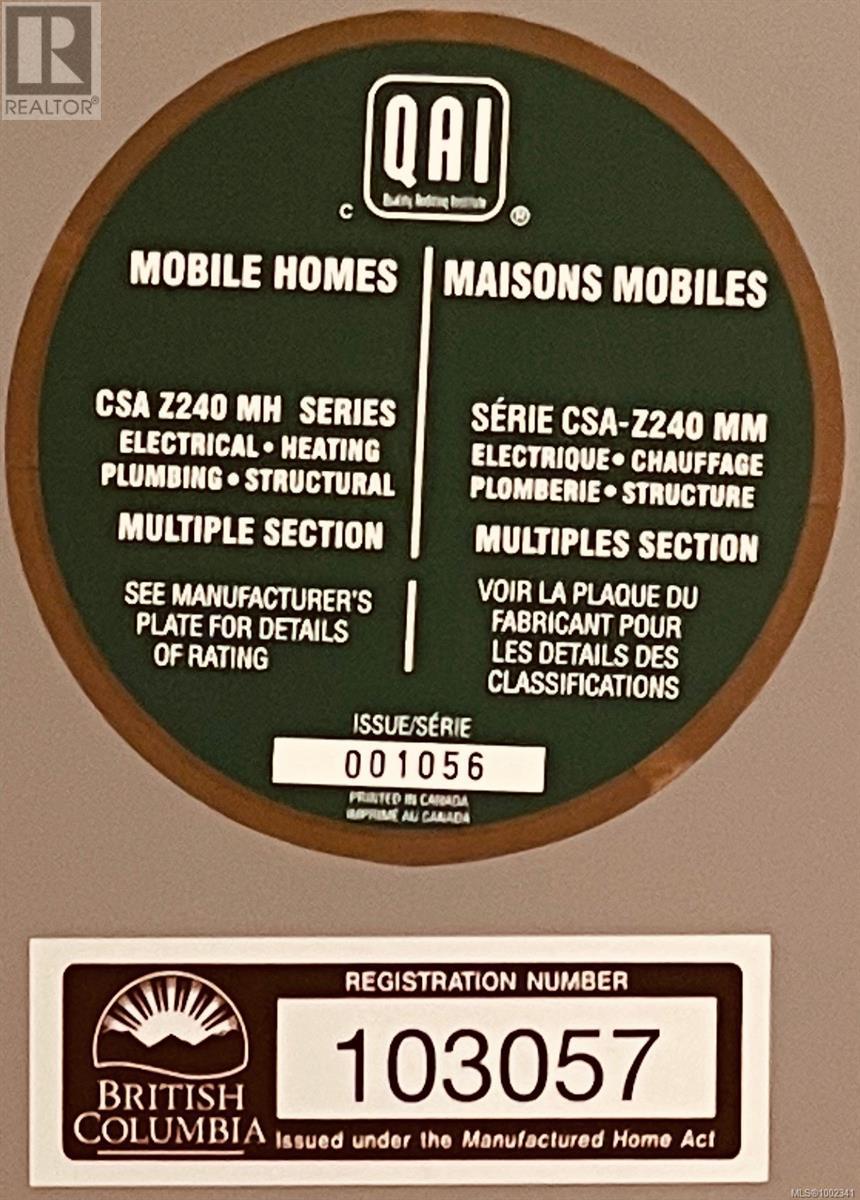 REALTOR®
QAI
Quality Auditing Institute
C ®
MOBILE HOMES
CSA Z240 MH SERIES
ELECTRICAL • HEATING
PLUMBING • STRUCTURAL
MULTIPLE SECTION
SEE MANUFACTURER'S
PLATE FOR DETAILS
OF RATING
MAISONS MOBILES
SÉRIE CSA-Z240 MM
ELECTRIQUE • CHAUFFAGE
PLOMBERIE • STRUCTURE
MULTIPLES SECTION
VOIR LA PLAQUE DU
FABRICANT POUR
LES DETAILS DES
CLASSIFICATIONS
ISSUE/SÉRIE
001056
PRINTED IN CANADA
IMPRIMÉ AU CANADA
BRITISH
COLUMBIA
REGISTRATION NUMBER
103057
Issued under the Manufactured Home Act
MLS®1002341